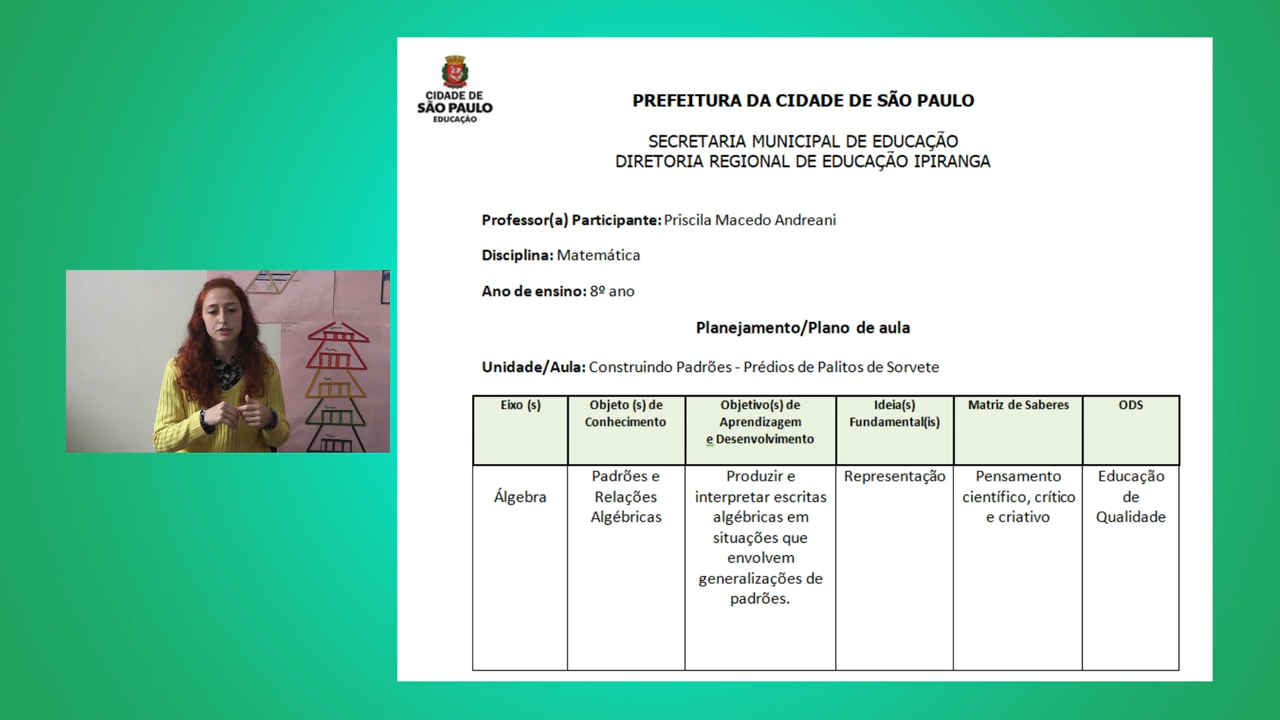 CIDADE DE
SÃO PAULO
EDUCAÇÃO
PREFEITURA DA CIDADE DE SÃO PAULO
SECRETARIA MUNICIPAL DE EDUCAÇÃO
DIRETORIA REGIONAL DE EDUCAÇÃO IPIRANGA
Professor(a) Participante: Priscila Macedo Andreani
Disciplina: Matemática
Ano de ensino: 8º ano
Planejamento/Plano de aula
Unidade/Aula: Construindo Padrões - Prédios de Palitos de Sorvete
Eixo (s)
Objeto (s) de
Conhecimento
Objetivo(s) de
Aprendizagem
e Desenvolvimento
Ideia(s)
Fundamental(is)
Matriz de Saberes
ODS
Álgebra
Padrões e
Relações
Algébricas
Produzir e
interpretar escritas
algébricas em
situações que
envolvem
generalizações de
padrões.
Representação
Pensamento
científico, crítico
e criativo
Educação
de
Qualidade